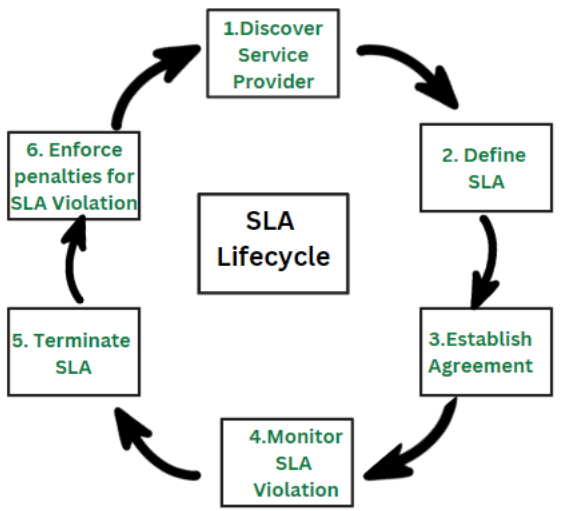 1.Discover
Service
Provider
2. Define
SLA
3.Establish
Agreement
4.Monitor
SLA
Violation
5. Terminate
SLA
6. Enforce
penalties for
SLA Violation
SLA
Lifecycle